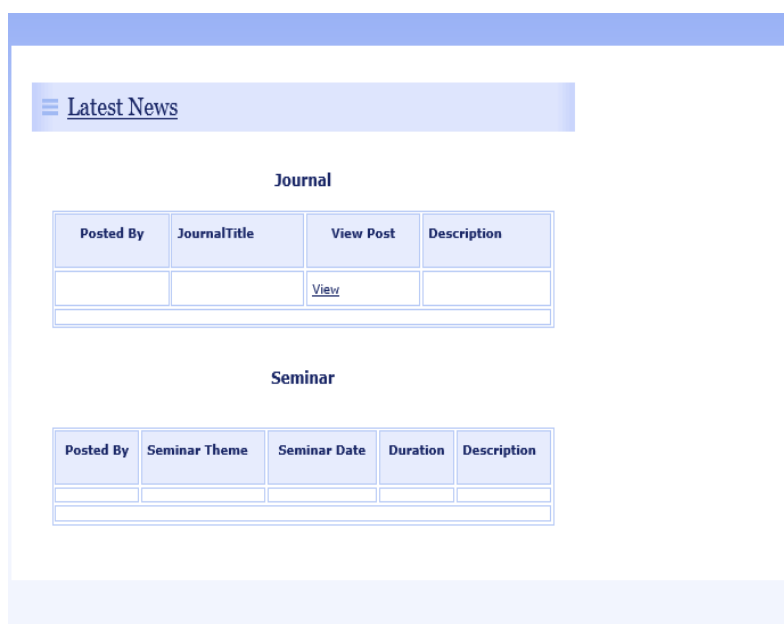 Latest News
Journal
Posted By JournalTitle View Post Description
View
Seminar
Posted By Seminar Theme Seminar Date Duration Description